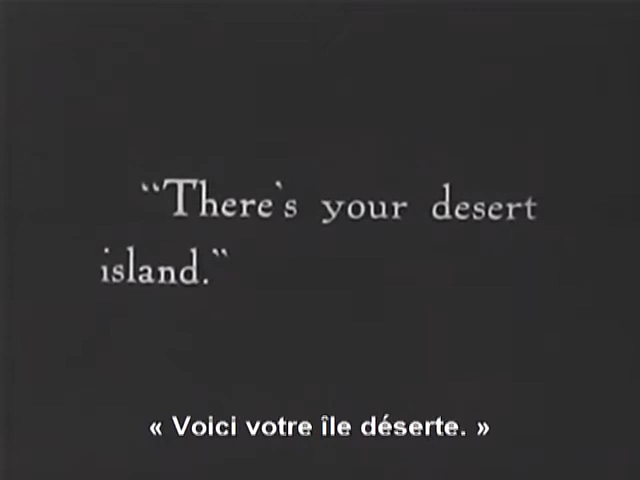 “There's your desert
island.”
« Voici votre île déserte. »